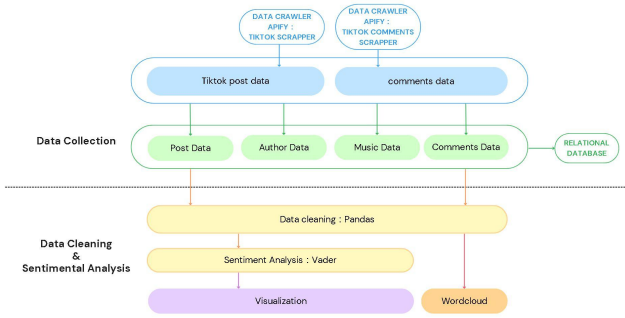 DATA CRAWLER
APIFY :
TIKTOK SCRAPPER
DATA CRAWLER
APIFY :
TIKTOK COMMENTS
SCRAPPER
Tiktok post data
comments data
Data Collection
Post Data
Author Data
Music Data
Comments Data
RELATIONAL
DATABASE
Data cleaning : Pandas
Data Cleaning
&
Sentimental Analysis
Sentiment Analysis : Vader
Visualization
Wordcloud